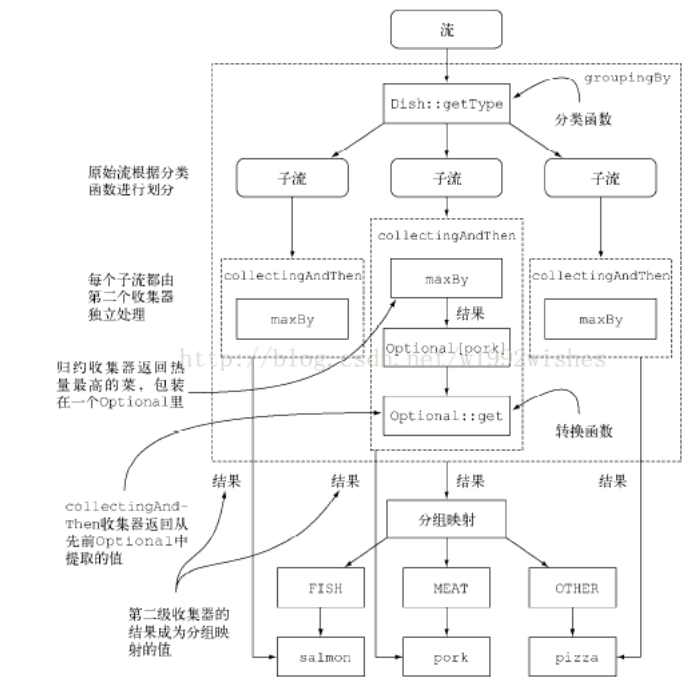 流
groupingBy
Dish::getType
分类函数
原始流根据分类
函数进行划分
子流
子流
子流
collectingAndThen
collectingAndThen
collectingAndThen
每个子流都由
第二个收集器
独立处理
maxBy
maxBy
maxBy
结果
Optional[pork]
http://blog.csdn.net/w1992wishes
归约收集器返回热
量最高的菜，包装
在一个Optional里
Optional::get
转换函数
结果
结果
结果
结果
collectingAnd-
Then收集器返回从
先前Optional中
提取的值
分组映射
FISH
MEAT
OTHER
第二级收集器的
结果成为分组映
射的值
salmon
pork
pizza